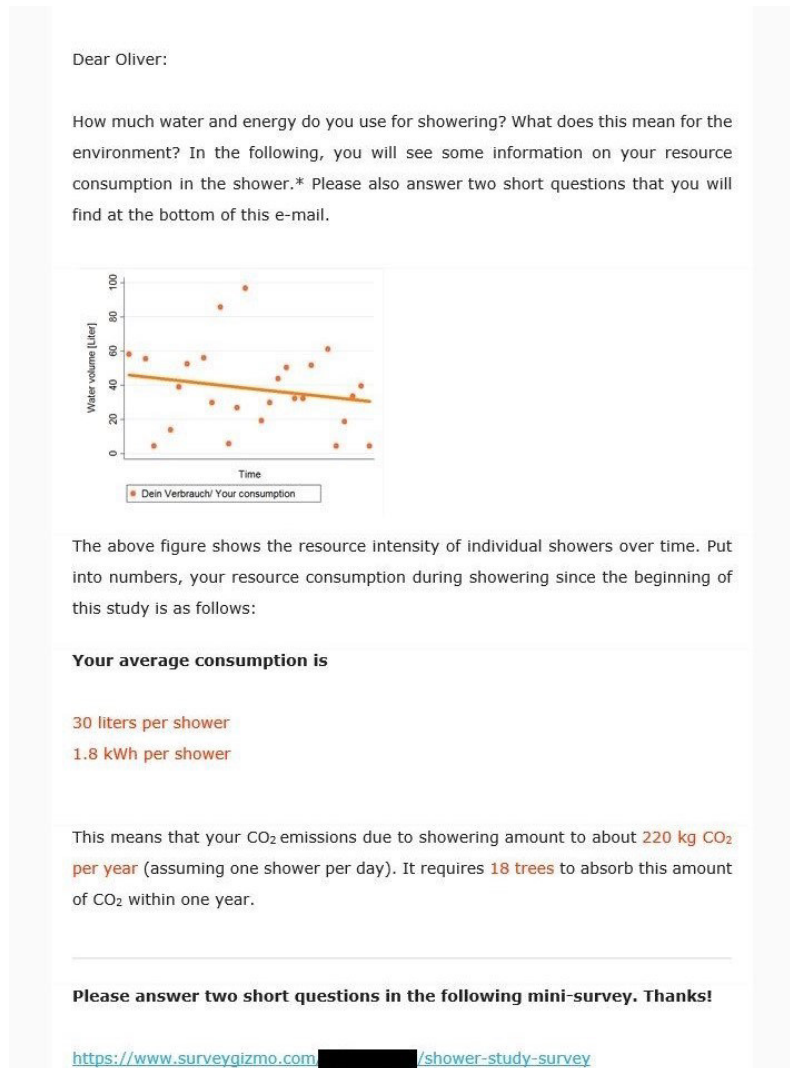 Dear Oliver:
How much water and energy do you use for showering? What does this mean for the
environment? In the following, you will see some information on your resource
consumption in the shower.* Please also answer two short questions that you will
find at the bottom of this e-mail.
100
80
60
40
20
0
Water volume [Liter]
Time
Dein Verbrauch/ Your consumption
The above figure shows the resource intensity of individual showers over time. Put
into numbers, your resource consumption during showering since the beginning of
this study is as follows:
Your average consumption is
30 liters per shower
1.8 kWh per shower
This means that your CO₂ emissions due to showering amount to about 220 kg CO₂
per year (assuming one shower per day). It requires 18 trees to absorb this amount
of CO₂ within one year.
Please answer two short questions in the following mini-survey. Thanks!
https://www.surveygizmo.com/ /shower-study-survey